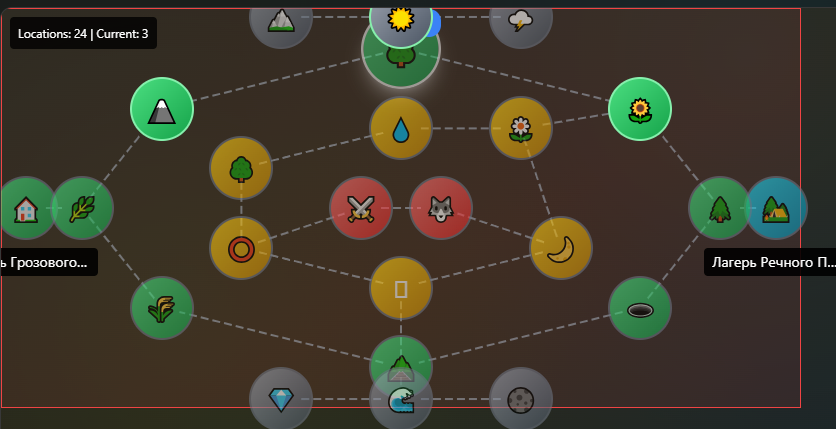 Locations: 24 | Current: 3
ь Грозового...
Лагерь Речного П...